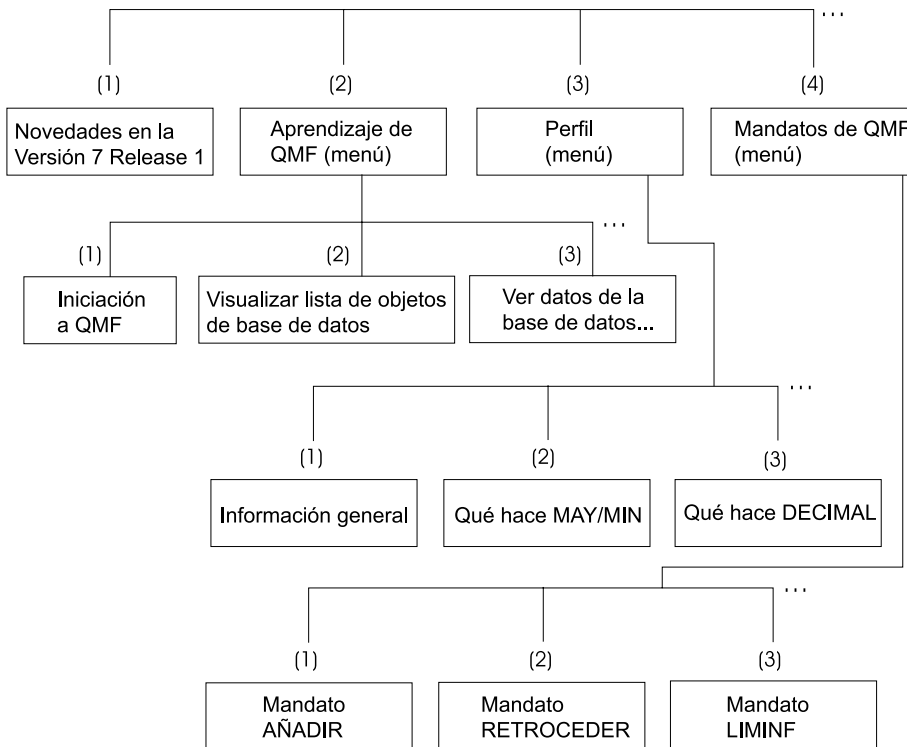 ...
(1) (2) (3) (4)
Novedades en la
Versión 7 Release 1
Aprendizaje de
QMF (menú)
Perfil
(menú)
Mandatos de QMF
(menú)
...
(1) (2) (3)
Iniciación
a QMF
Visualizar lista de objetos
de base de datos
Ver datos de la
base de datos...
...
(1) (2) (3)
Información general
Qué hace MAY/MIN
Qué hace DECIMAL
...
(1) (2) (3)
Mandato
AÑADIR
Mandato
RETROCEDER
Mandato
LIMINF